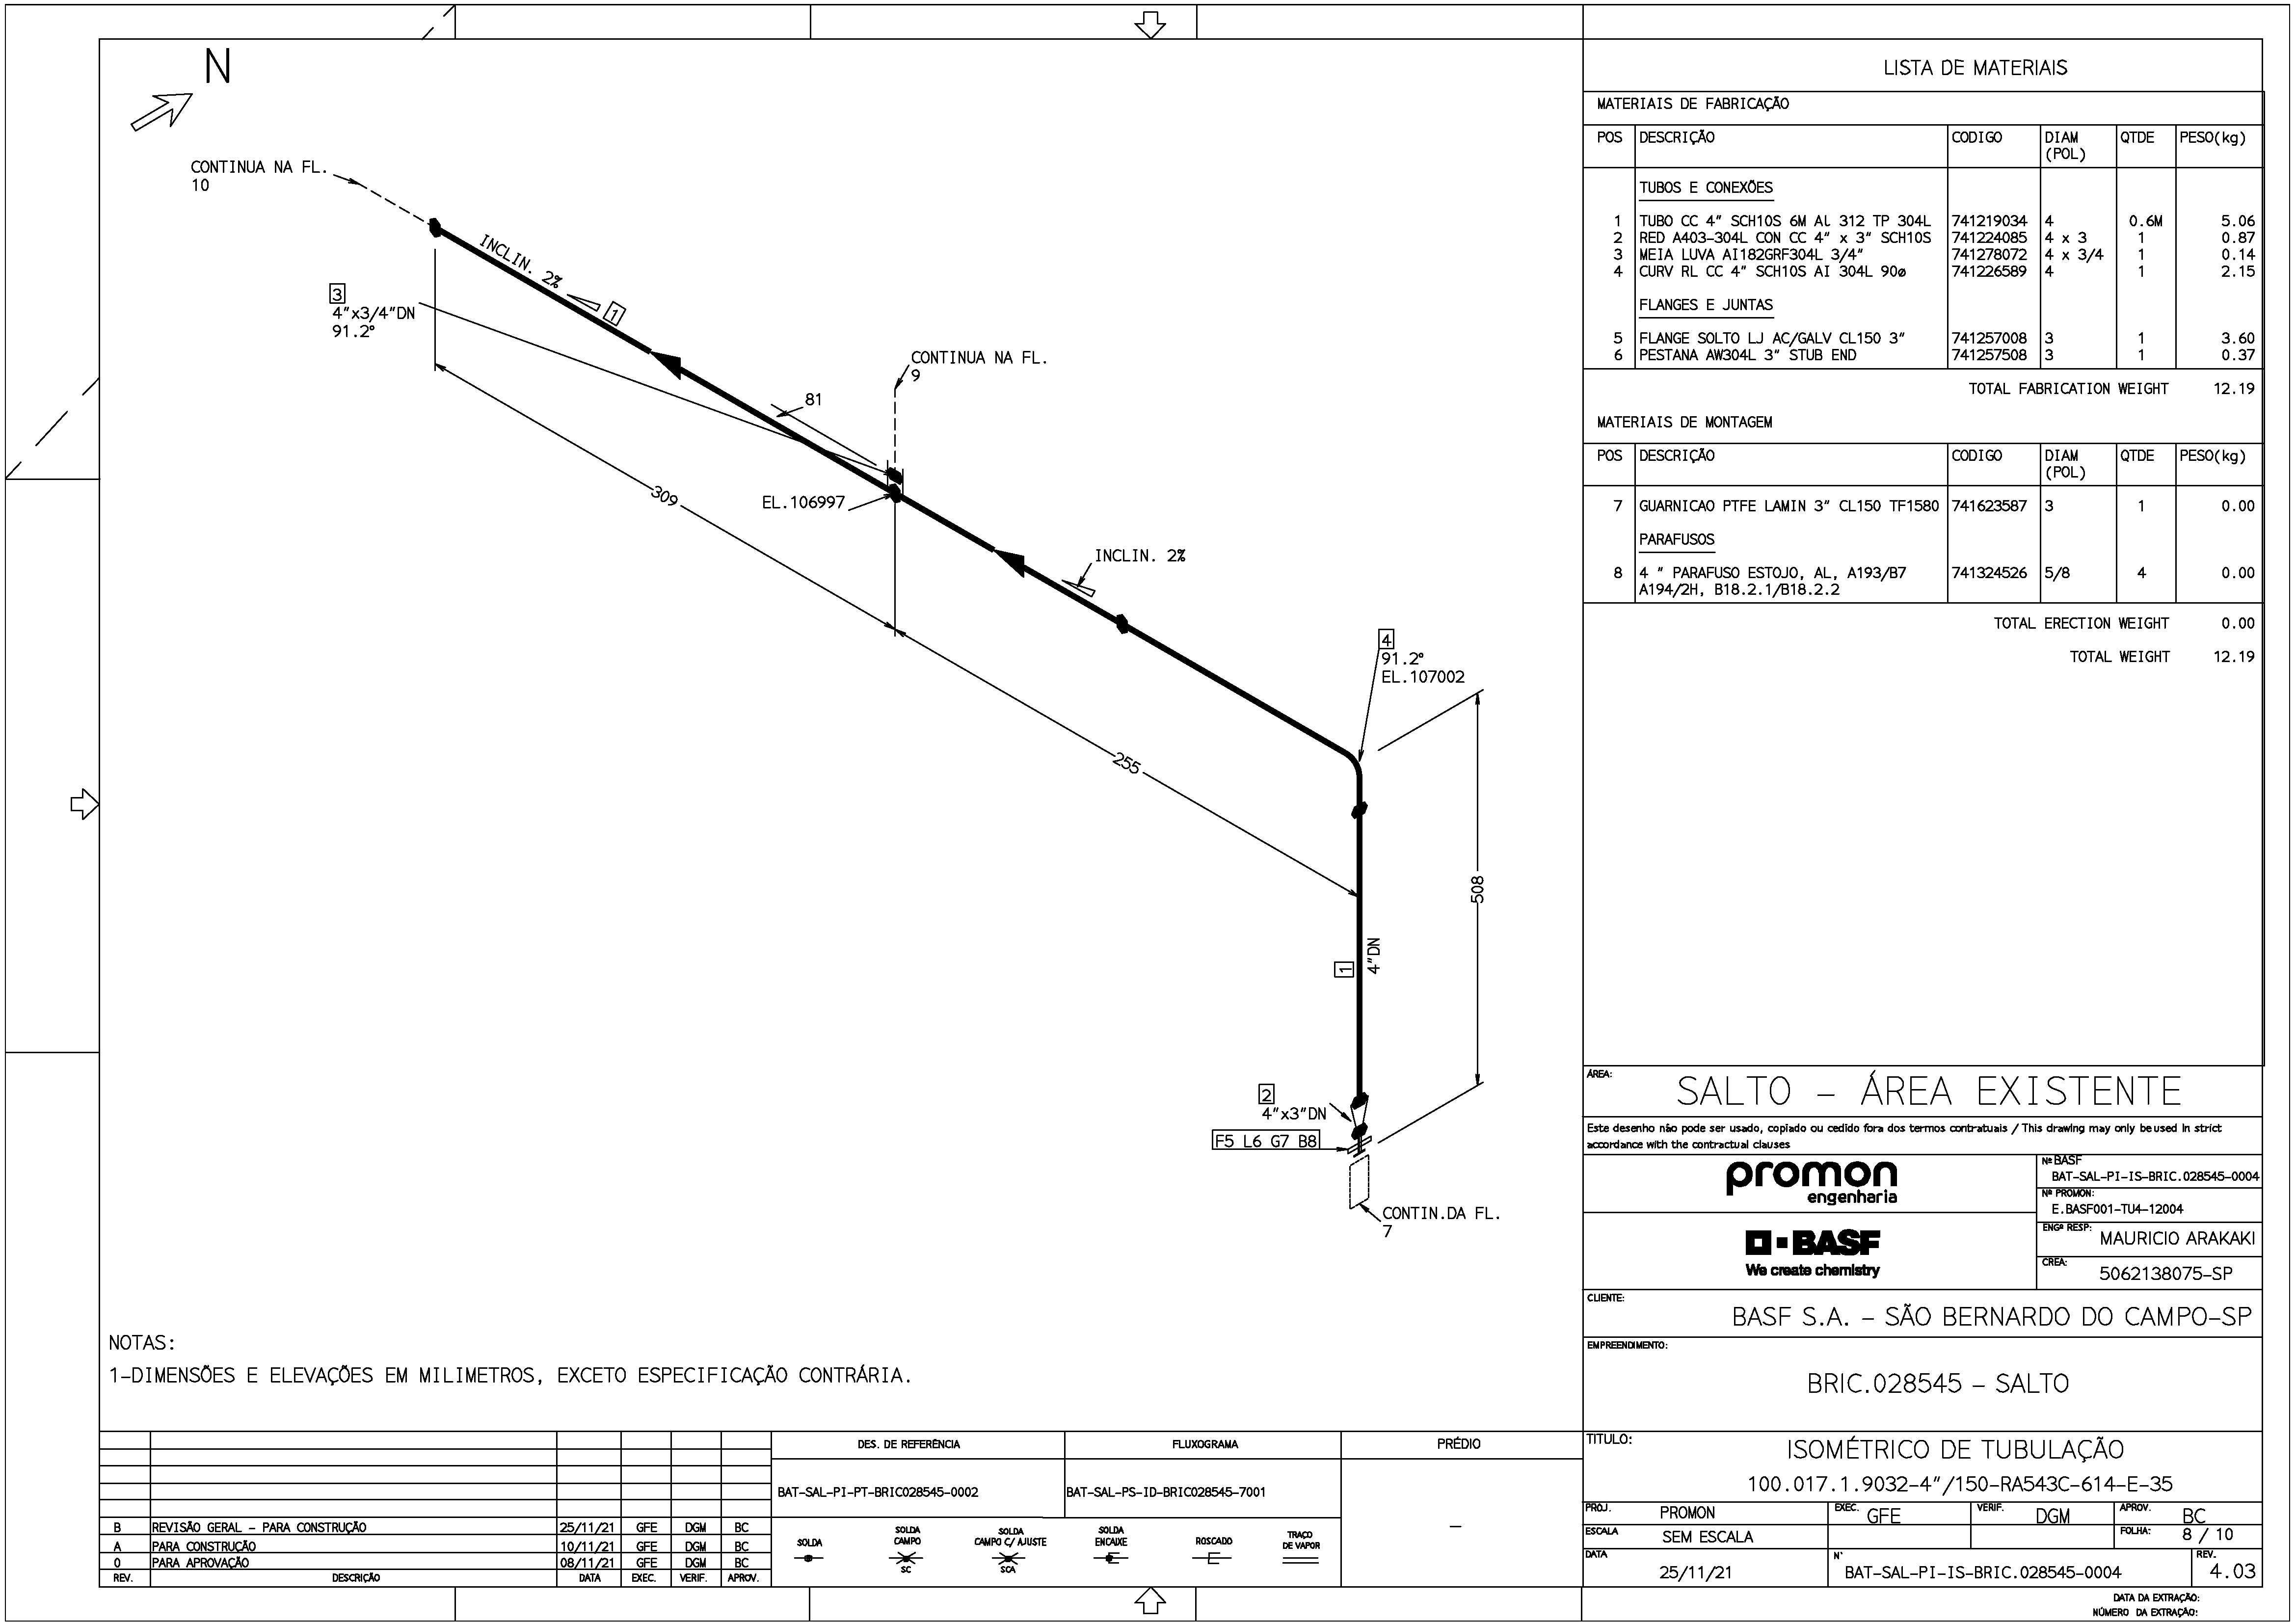 N
CONTINUA NA FL.
10
INCLIN. 2%
1
3
4"x3/4"DN
91.2°
CONTINUA NA FL.
9
81
309
EL.106997
INCLIN. 2%
4
91.2°
EL.107002
255
508
1
4"DN
2
4"x3"DN
F5 L6 G7 B8
CONTIN.DA FL.
7
NOTAS:
1-DIMENSÕES E ELEVAÇÕES EM MILIMETROS, EXCETO ESPECIFICAÇÃO CONTRÁRIA.
LISTA DE MATERIAIS
MATERIAIS DE FABRICAÇÃO
POS DESCRIÇÃO CODIGO DIAM (POL) QTDE PESO(kg)
TUBOS E CONEXÕES
1 TUBO CC 4" SCH10S 6M AL 312 TP 304L 741219034 4 0.6M 5.06
2 RED A403-304L CON CC 4" x 3" SCH10S 741224085 4 x 3 1 0.87
3 MEIA LUVA AI182GRF304L 3/4" 741278072 4 x 3/4 1 0.14
4 CURV RL CC 4" SCH10S AI 304L 90ø 741226589 4 1 2.15
FLANGES E JUNTAS
5 FLANGE SOLTO LJ AC/GALV CL150 3" 741257008 3 1 3.60
6 PESTANA AW304L 3" STUB END 741257508 3 1 0.37
TOTAL FABRICATION WEIGHT 12.19
MATERIAIS DE MONTAGEM
POS DESCRIÇÃO CODIGO DIAM (POL) QTDE PESO(kg)
7 GUARNICAO PTFE LAMIN 3" CL150 TF1580 741623587 3 1 0.00
PARAFUSOS
8 4 " PARAFUSO ESTOJO, AL, A193/B7 741324526 5/8 4 0.00
A194/2H, B18.2.1/B18.2.2
TOTAL ERECTION WEIGHT 0.00
TOTAL WEIGHT 12.19
ÁREA:
SALTO - ÁREA EXISTENTE
Este desenho não pode ser usado, copiado ou cedido fora dos termos contratuais / This drawing may only be used in strict
accordance with the contractual clauses
promon
engenharia
Nº BASF
BAT-SAL-PI-IS-BRIC.028545-0004
Nº PROMON:
E.BASF001-TU4-12004
BASF
We create chemistry
ENGº RESP:
MAURICIO ARAKAKI
CREA:
5062138075-SP
CLIENTE:
BASF S.A. - SÃO BERNARDO DO CAMPO-SP
EMPREENDIMENTO:
BRIC.028545 - SALTO
TITULO:
ISOMÉTRICO DE TUBULAÇÃO
100.017.1.9032-4"/150-RA543C-614-E-35
PROJ. PROMON EXEC. GFE VERIF. DGM APROV. BC
ESCALA SEM ESCALA FOLHA: 8 / 10
DATA 25/11/21 N° BAT-SAL-PI-IS-BRIC.028545-0004 REV. 4.03
DATA DA EXTRAÇÃO:
NÚMERO DA EXTRAÇÃO:
B REVISÃO GERAL - PARA CONSTRUÇÃO 25/11/21 GFE DGM BC
A PARA CONSTRUÇÃO 10/11/21 GFE DGM BC
0 PARA APROVAÇÃO 08/11/21 GFE DGM BC
REV. DESCRIÇÃO DATA EXEC. VERIF. APROV.
DES. DE REFERÊNCIA FLUXOGRAMA PRÉDIO
BAT-SAL-PI-PT-BRIC028545-0002 BAT-SAL-PS-ID-BRIC028545-7001
-
SOLDA
SOLDA CAMPO
SC
SOLDA CAMPO C/ AJUSTE
SCA
SOLDA ENCAIXE
ROSCADO
TRAÇO DE VAPOR